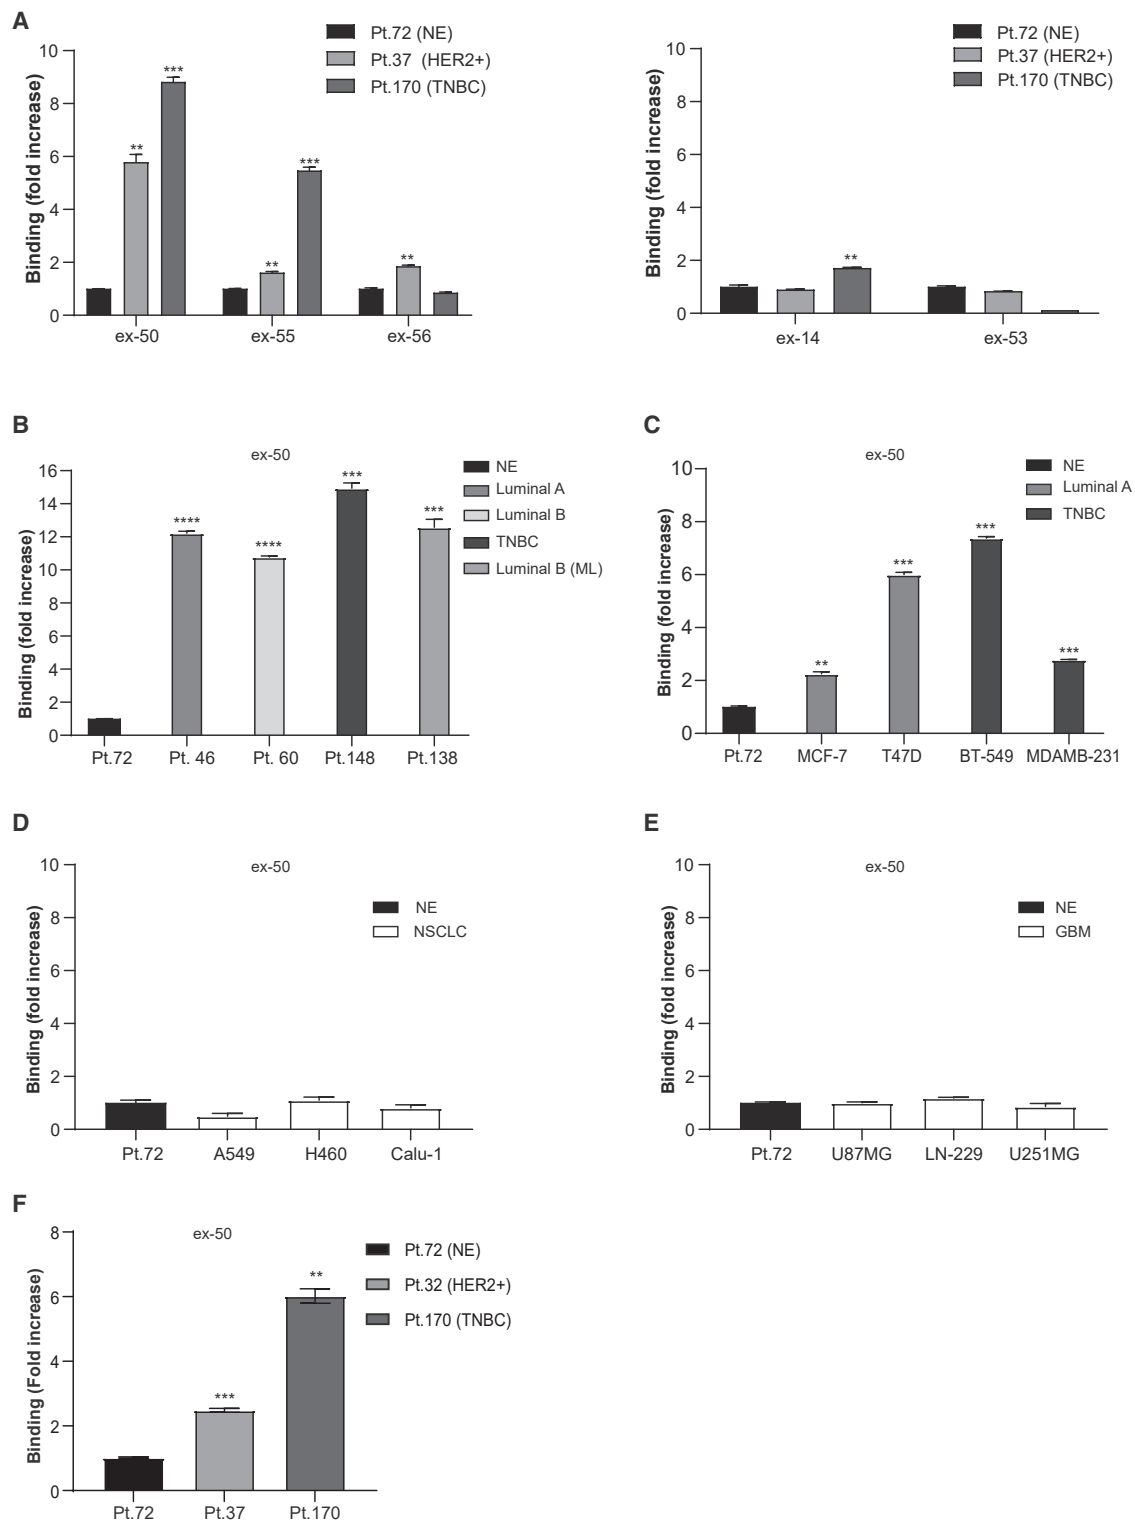 A
Pt.72 (NE)
Pt.37 (HER2+)
Pt.170 (TNBC)
Binding (fold increase)
10
8
6
4
2
0
**
***
**
***
**
ex-50 ex-55 ex-56
Pt.72 (NE)
Pt.37 (HER2+)
Pt.170 (TNBC)
Binding (fold increase)
10
8
6
4
2
0
**
ex-14 ex-53
B
ex-50
NE
Luminal A
Luminal B
TNBC
Luminal B (ML)
Binding (fold increase)
16
14
12
10
8
6
4
2
0
****
****
***
***
Pt.72 Pt. 46 Pt. 60 Pt.148 Pt.138
C
ex-50
NE
Luminal A
TNBC
Binding (fold increase)
10
8
6
4
2
0
**
***
***
***
Pt.72 MCF-7 T47D BT-549 MDAMB-231
D
ex-50
NE
NSCLC
Binding (fold increase)
10
8
6
4
2
0
Pt.72 A549 H460 Calu-1
E
ex-50
NE
GBM
Binding (fold increase)
10
8
6
4
2
0
Pt.72 U87MG LN-229 U251MG
F
ex-50
Pt.72 (NE)
Pt.32 (HER2+)
Pt.170 (TNBC)
Binding (Fold increase)
8
6
4
2
0
***
**
Pt.72 Pt.37 Pt.170